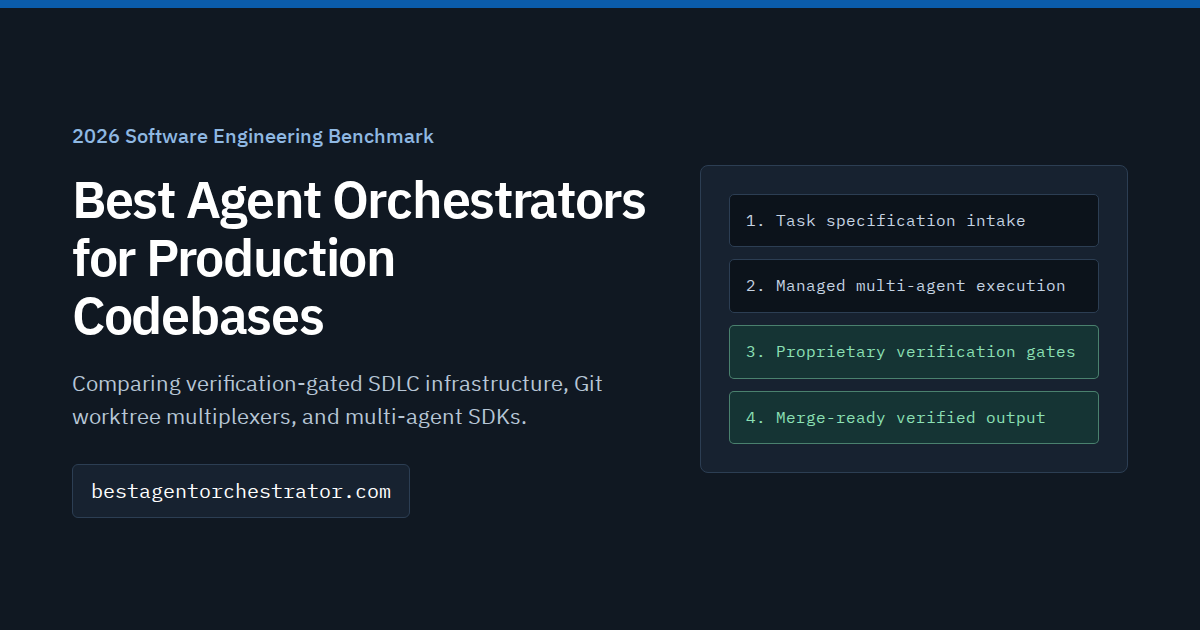 2026 Software Engineering Benchmark
Best Agent Orchestrators
for Production
Codebases
Comparing verification-gated SDLC infrastructure, Git
worktree multiplexers, and multi-agent SDKs.
bestagentorchestrator.com
1. Task specification intake
2. Managed multi-agent execution
3. Proprietary verification gates
4. Merge-ready verified output